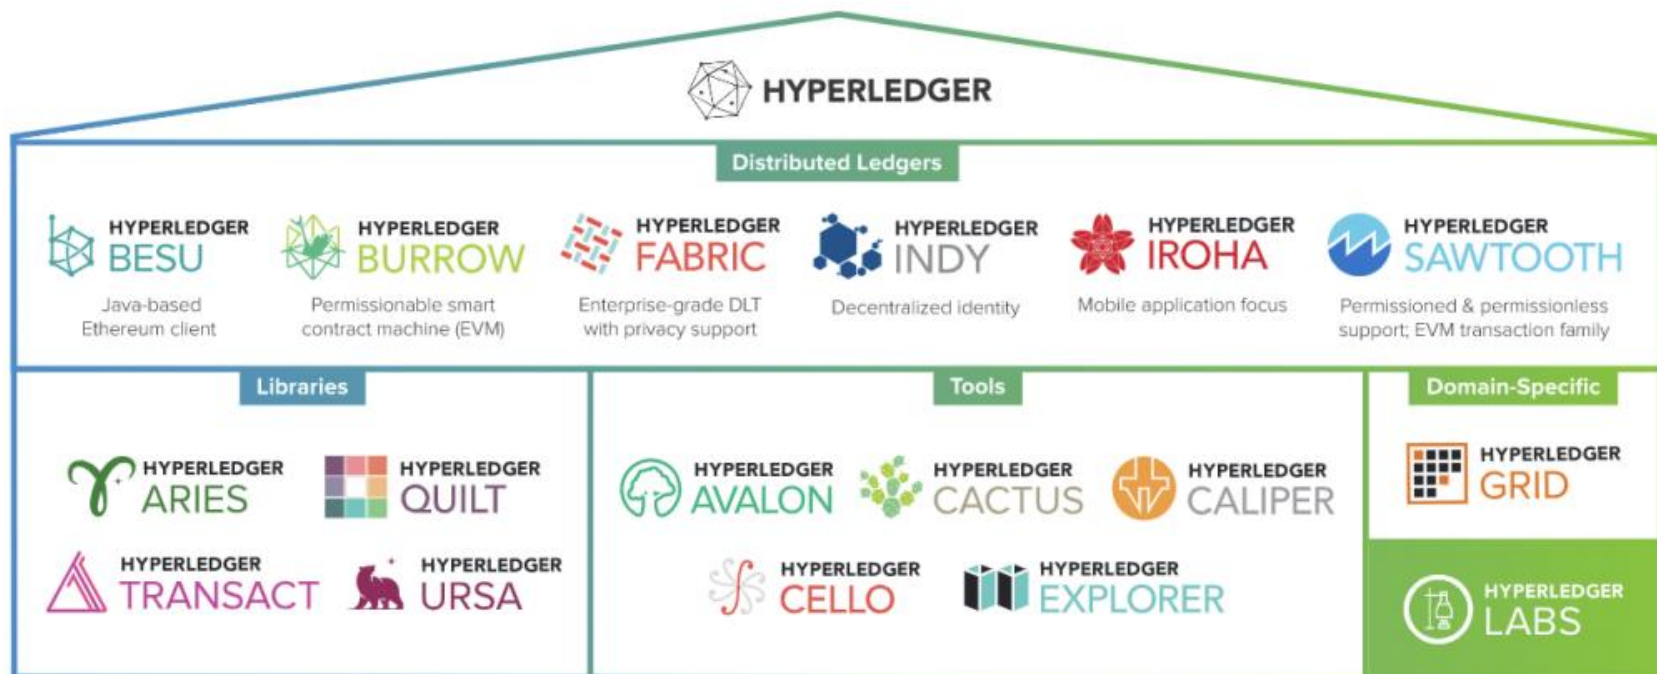 HYPERLEDGER
Distributed Ledgers
HYPERLEDGER
BESU
Java-based
Ethereum client
HYPERLEDGER
BURROW
Permissionable smart
contract machine (EVM)
HYPERLEDGER
FABRIC
Enterprise-grade DLT
with privacy support
HYPERLEDGER
INDY
Decentralized identity
HYPERLEDGER
IROHA
Mobile application focus
HYPERLEDGER
SAWTOOTH
Permissioned & permissionless
support; EVM transaction family
Libraries
HYPERLEDGER
ARIES
HYPERLEDGER
QUILT
HYPERLEDGER
TRANSACT
HYPERLEDGER
URSA
Tools
HYPERLEDGER
AVALON
HYPERLEDGER
CACTUS
HYPERLEDGER
CALIPER
HYPERLEDGER
CELLO
HYPERLEDGER
EXPLORER
Domain-Specific
HYPERLEDGER
GRID
HYPERLEDGER
LABS